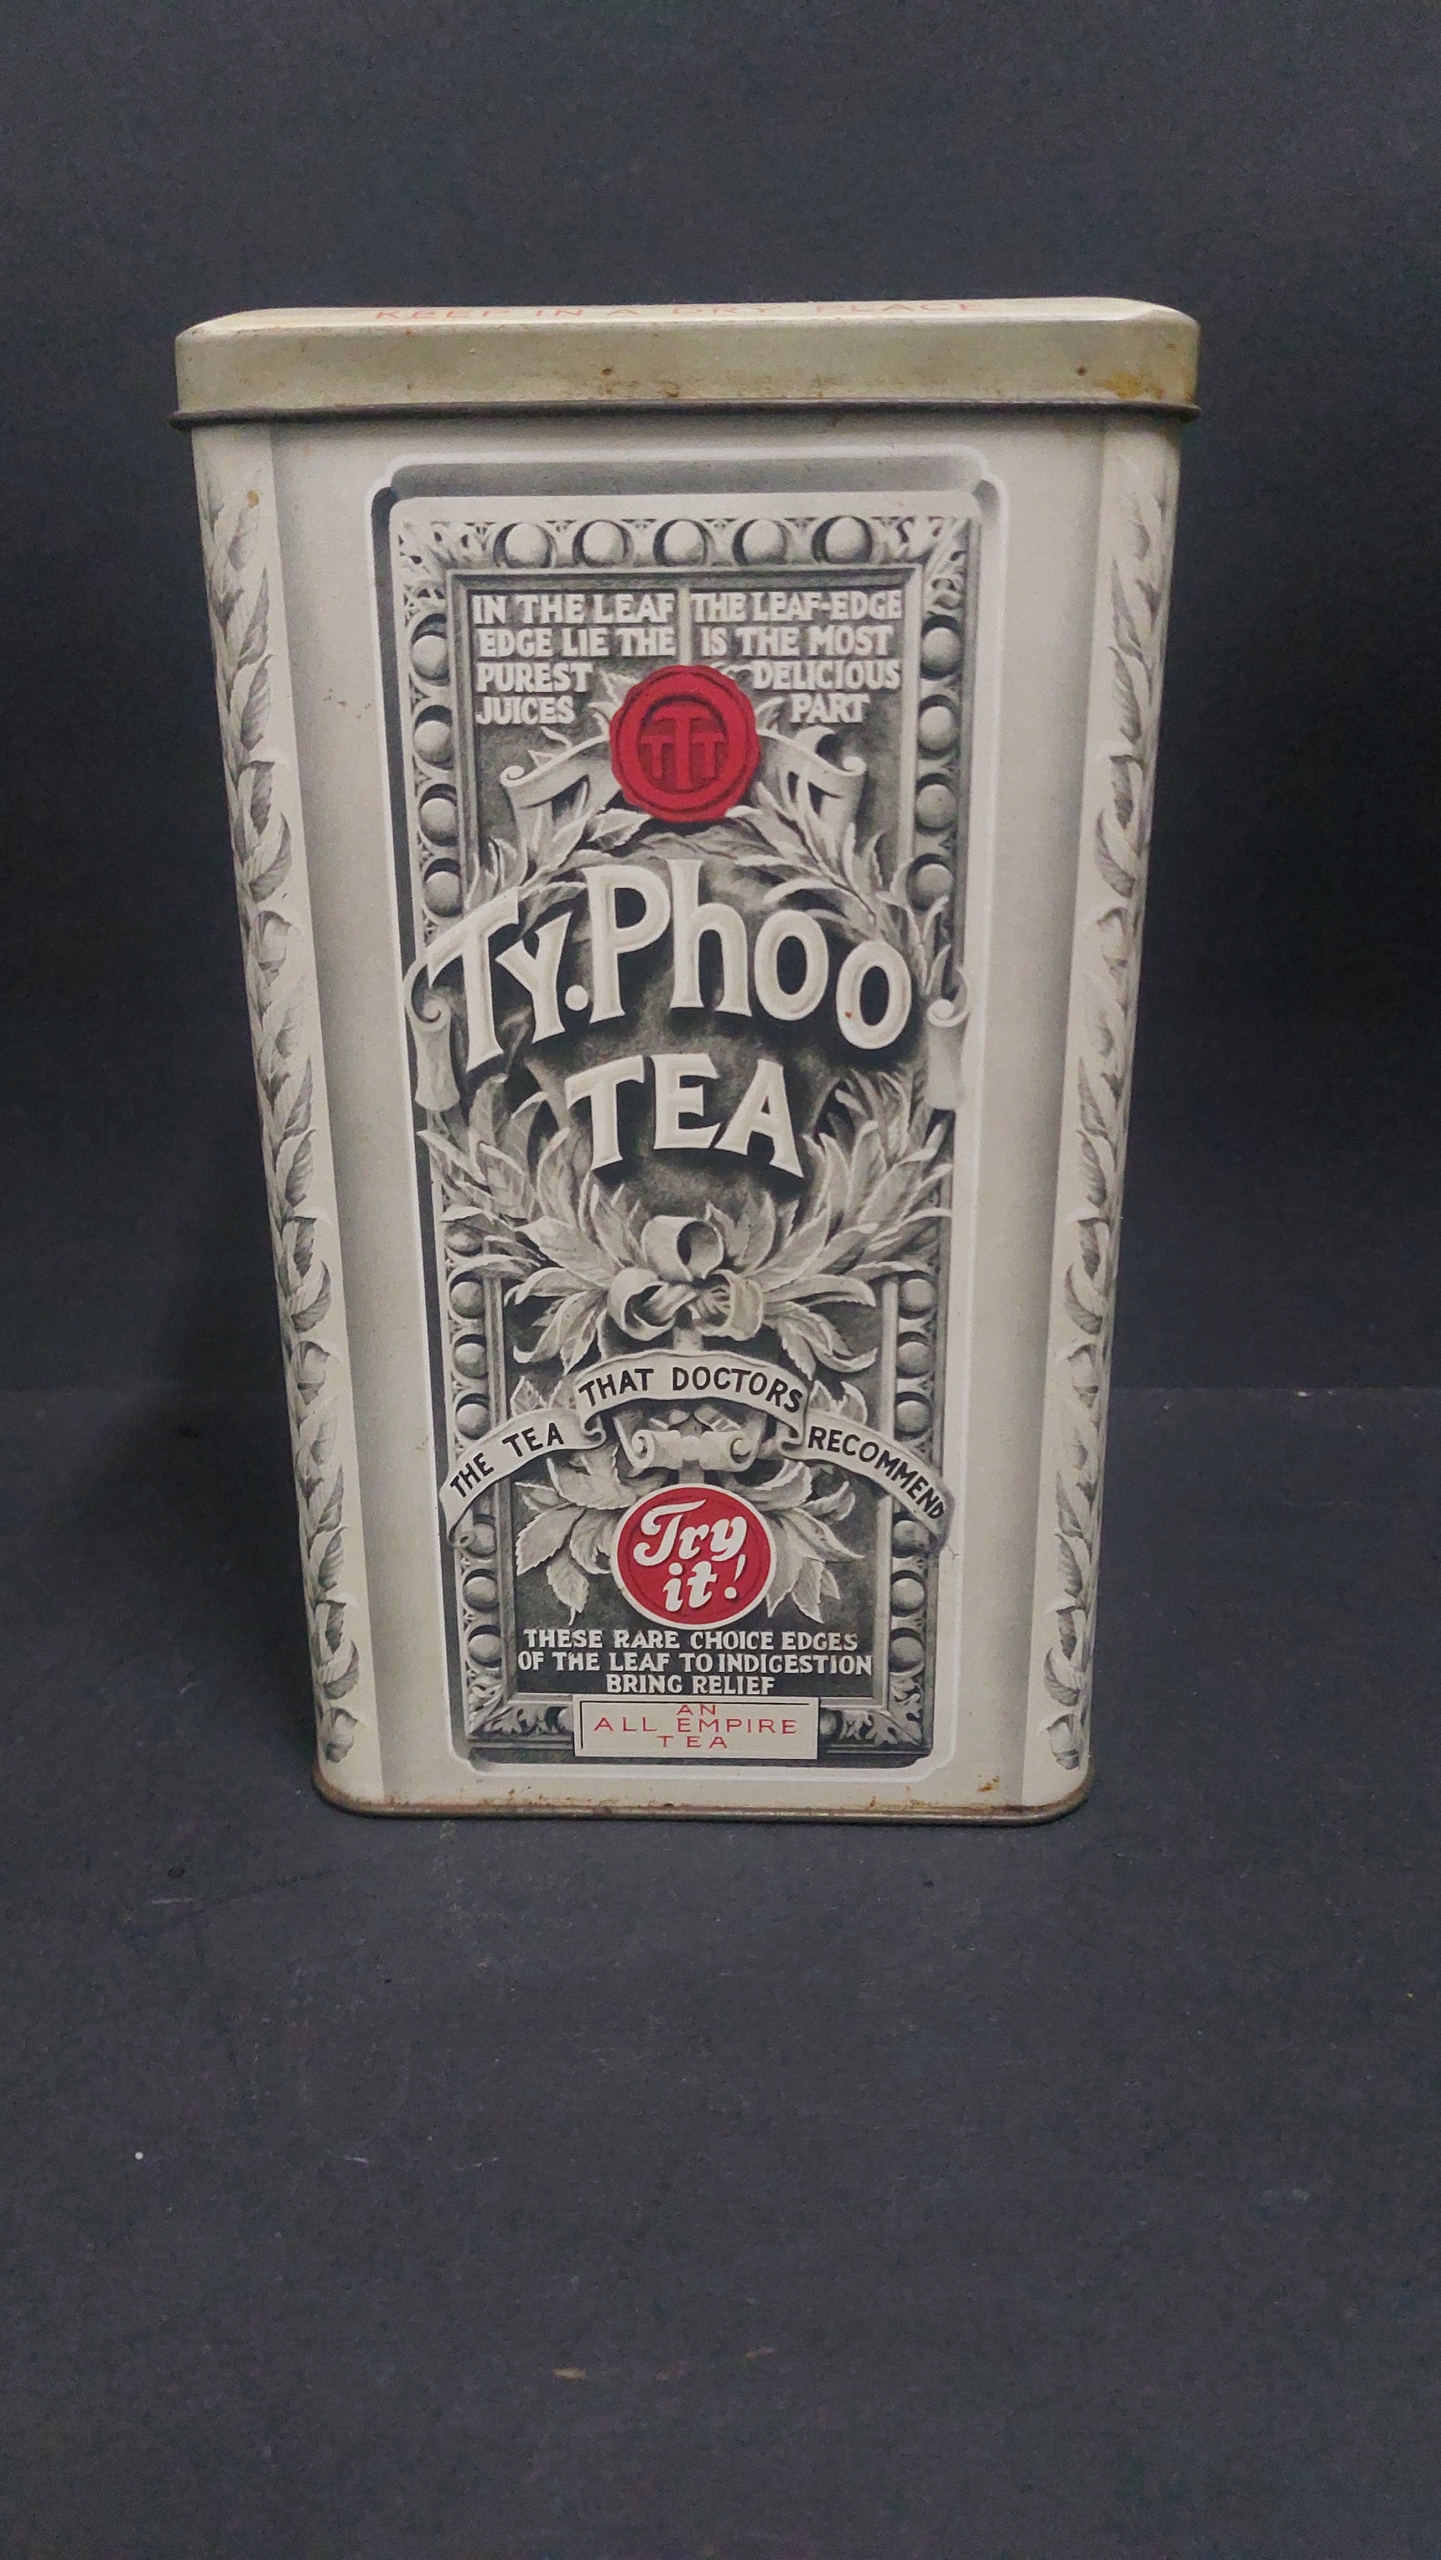 KEEP IN A DRY PLACE
IN THE LEAF
EDGE LIE THE
PUREST
JUICES
THE LEAF-EDGE
IS THE MOST
DELICIOUS
PART
TTT
TY.PHOO
TEA
THE TEA THAT DOCTORS RECOMMEND
Try
it!
THESE RARE CHOICE EDGES
OF THE LEAF TO INDIGESTION
BRING RELIEF
AN
ALL EMPIRE
TEA